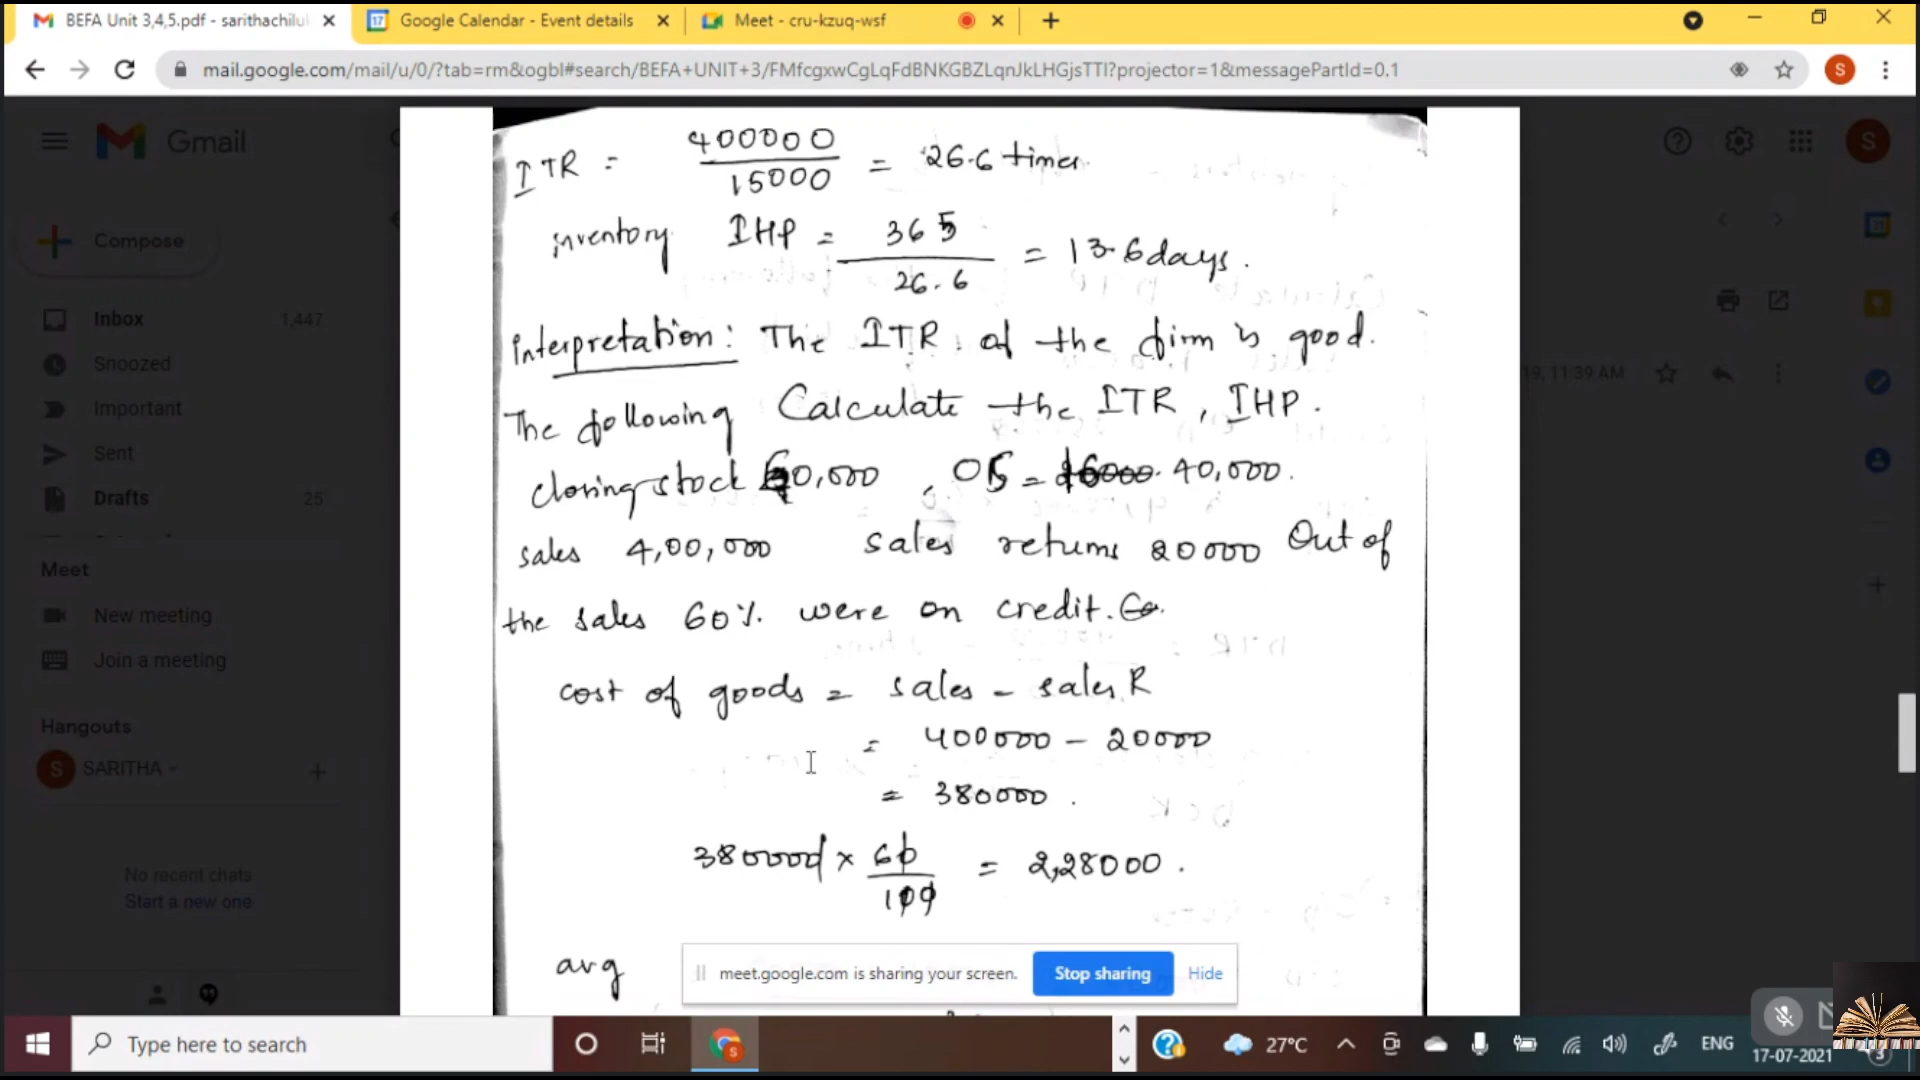 BEFA Unit 3,4,5.pdf - sarithachiluk
Google Calendar - Event details
Meet - cru-kzuq-wsf
mail.google.com/mail/u/0/?tab=rm&ogbl#search/BEFA+UNIT+3/FMfcgxwCgLqFdBNKGBZLqnJkLHGjsTTl?projector=1&messagePartId=0.1
S
Gmail
S
Compose
Inbox 1,447
Snoozed
Important
Sent
Drafts 25
Meet
New meeting
Join a meeting
Hangouts
S SARITHA
No recent chats
Start a new one
19, 11:39 AM
ITR = 400000 / 15000 = 26.6 times
inventory IHP = 365 / 26.6 = 13.6 days.
Interpretation: The ITR of the firm is good.
The following Calculate the ITR, IHP.
closing stock 60,000, OS = 16000. 40,000.
sales 4,00,000 sales returns 20000 Out of
the sales 60% were on credit.
cost of goods = sales - sales R
= 400000 - 20000
= 380000.
380000 x 60 / 100 = 2,28000.
avg
meet.google.com is sharing your screen. Stop sharing Hide
Type here to search
27°C
ENG
17-07-2021
3